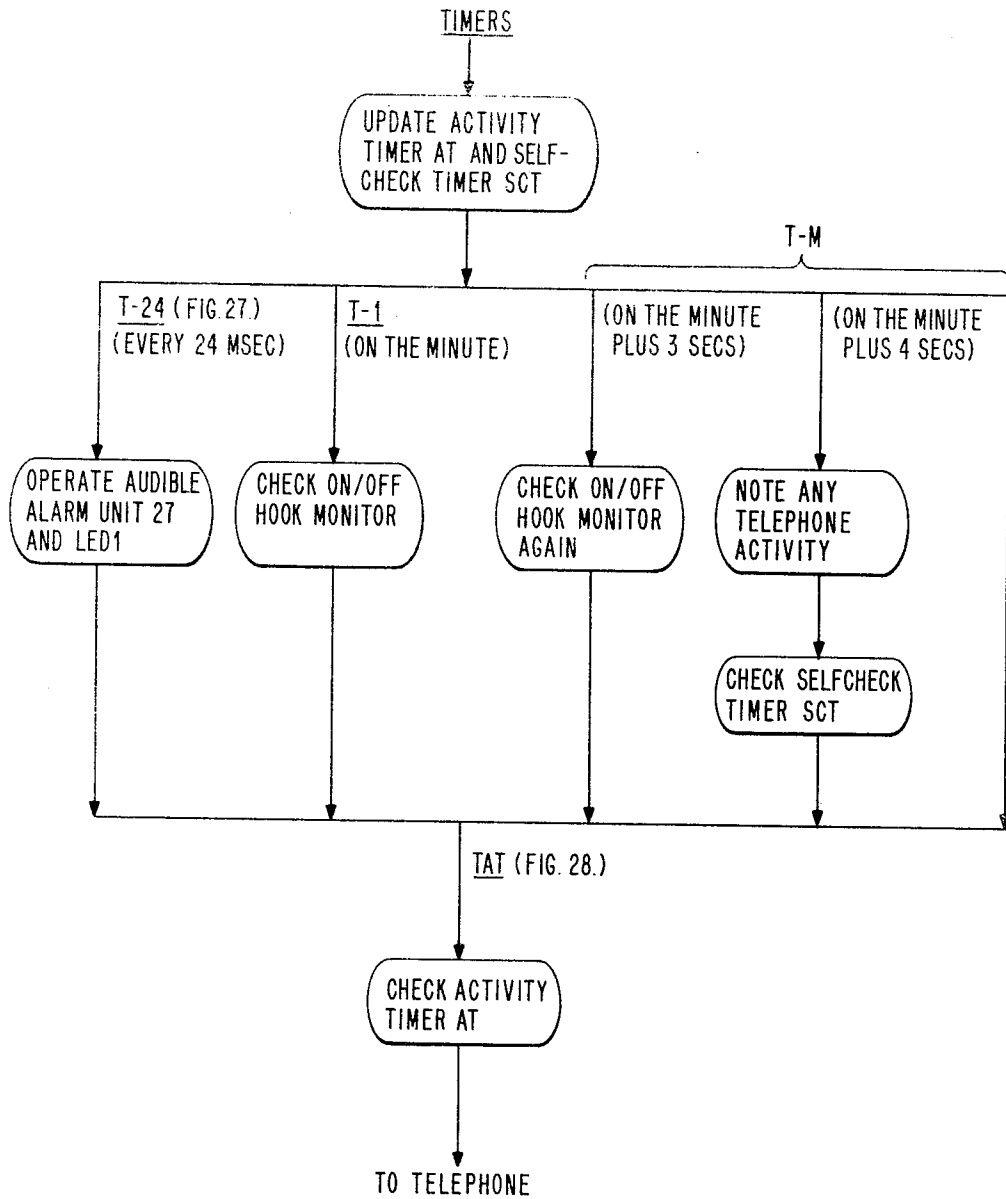 TIMERS
UPDATE ACTIVITY
TIMER AT AND SELF-
CHECK TIMER SCT
T-M
T-24 (FIG. 27.)
(EVERY 24 MSEC)
T-1
(ON THE MINUTE)
(ON THE MINUTE
PLUS 3 SECS)
(ON THE MINUTE
PLUS 4 SECS)
OPERATE AUDIBLE
ALARM UNIT 27
AND LED1
CHECK ON/OFF
HOOK MONITOR
CHECK ON/OFF
HOOK MONITOR
AGAIN
NOTE ANY
TELEPHONE
ACTIVITY
CHECK SELFCHECK
TIMER SCT
TAT (FIG. 28.)
CHECK ACTIVITY
TIMER AT
TO TELEPHONE